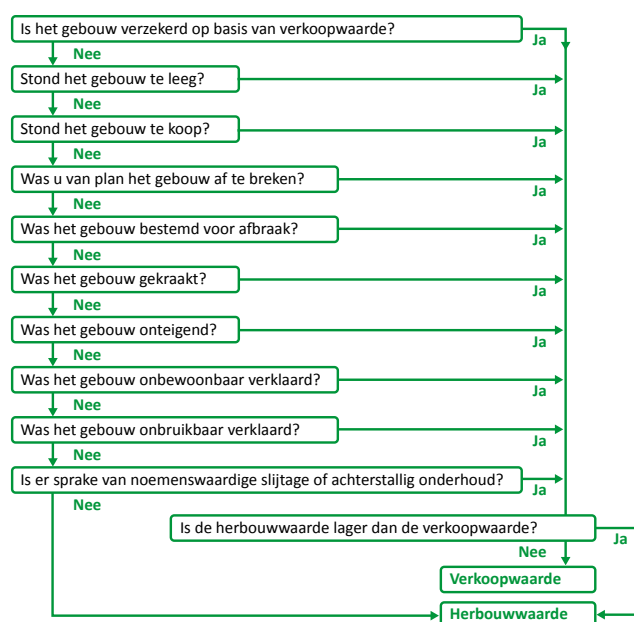 Is het gebouw verzekerd op basis van verkoopwaarde?
Ja
Nee
Stond het gebouw te leeg?
Ja
Nee
Stond het gebouw te koop?
Ja
Nee
Was u van plan het gebouw af te breken?
Ja
Nee
Was het gebouw bestemd voor afbraak?
Ja
Nee
Was het gebouw gekraakt?
Ja
Nee
Was het gebouw onteigend?
Ja
Nee
Was het gebouw onbewoonbaar verklaard?
Ja
Nee
Was het gebouw onbruikbaar verklaard?
Ja
Nee
Is er sprake van noemenswaardige slijtage of achterstallig onderhoud?
Ja
Nee
Is de herbouwwaarde lager dan de verkoopwaarde?
Ja
Nee
Verkoopwaarde
Herbouwwaarde